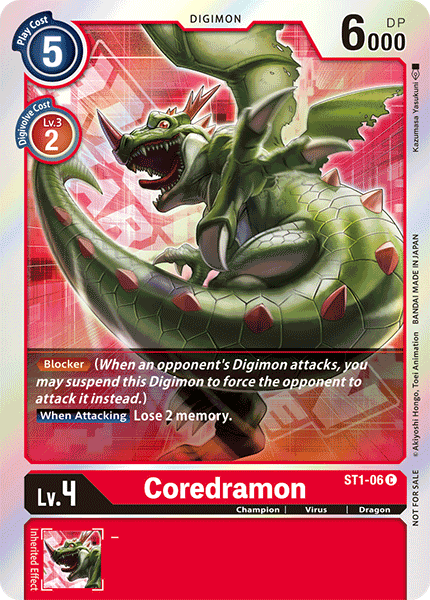 Play Cost
5
DIGIMON
DP
6000
Digivolve Cost
Lv.3
2
Kazumasa Yasukuni
© Akiyoshi Hongo, Toei Animation BANDAI MADE IN JAPAN
NOT FOR SALE
Blocker (When an opponent's Digimon attacks, you
may suspend this Digimon to force the opponent to
attack it instead.)
When Attacking Lose 2 memory.
Lv.4
Coredramon
ST1-06 C
Champion | Virus | Dragon
Inherited Effect
–